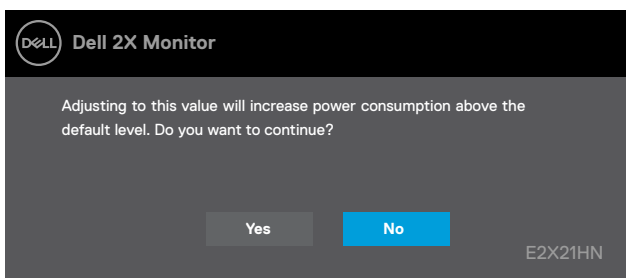 DELL Dell 2X Monitor
Adjusting to this value will increase power consumption above the
default level. Do you want to continue?
Yes No
E2X21HN